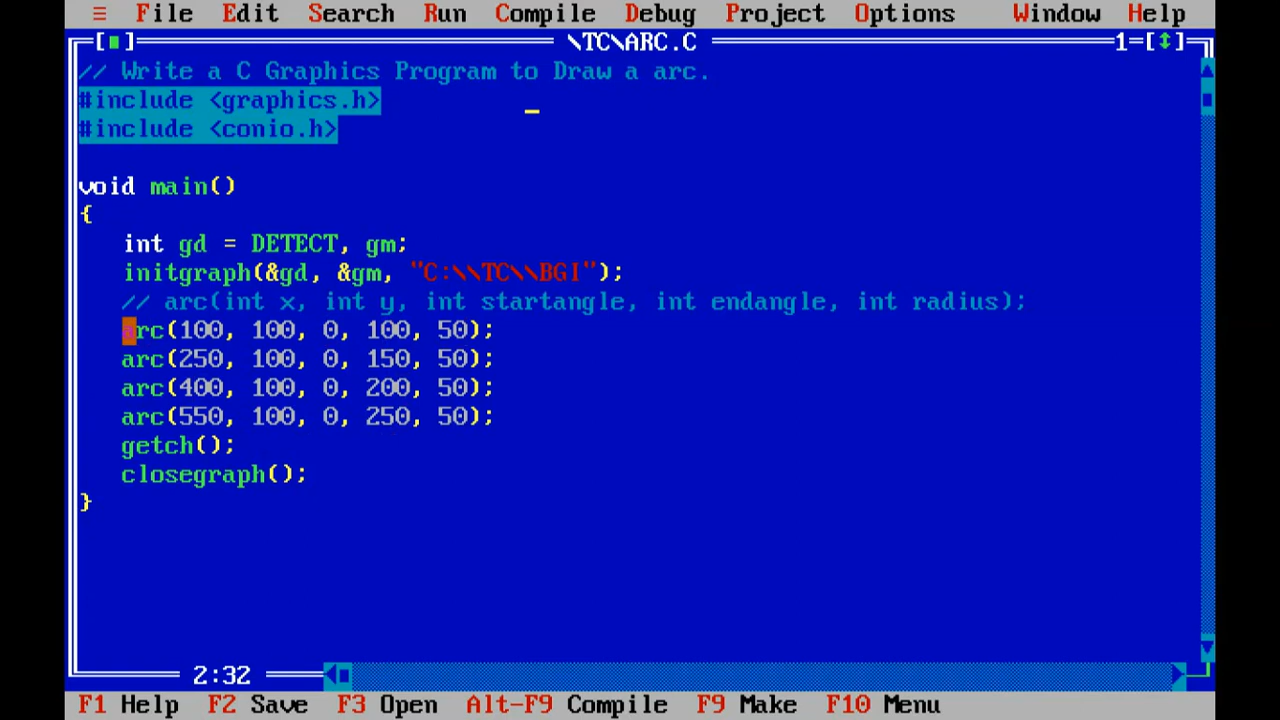 ≡ File Edit Search Run Compile Debug Project Options Window Help
[■] \TC\ARC.C 1=[↕]
// Write a C Graphics Program to Draw a arc.
#include <graphics.h>
#include <conio.h>
void main()
{
int gd = DETECT, gm;
initgraph(&gd, &gm, "C:\\TC\\BGI");
// arc(int x, int y, int startangle, int endangle, int radius);
arc(100, 100, 0, 100, 50);
arc(250, 100, 0, 150, 50);
arc(400, 100, 0, 200, 50);
arc(550, 100, 0, 250, 50);
getch();
closegraph();
}
2:32
F1 Help F2 Save F3 Open Alt-F9 Compile F9 Make F10 Menu